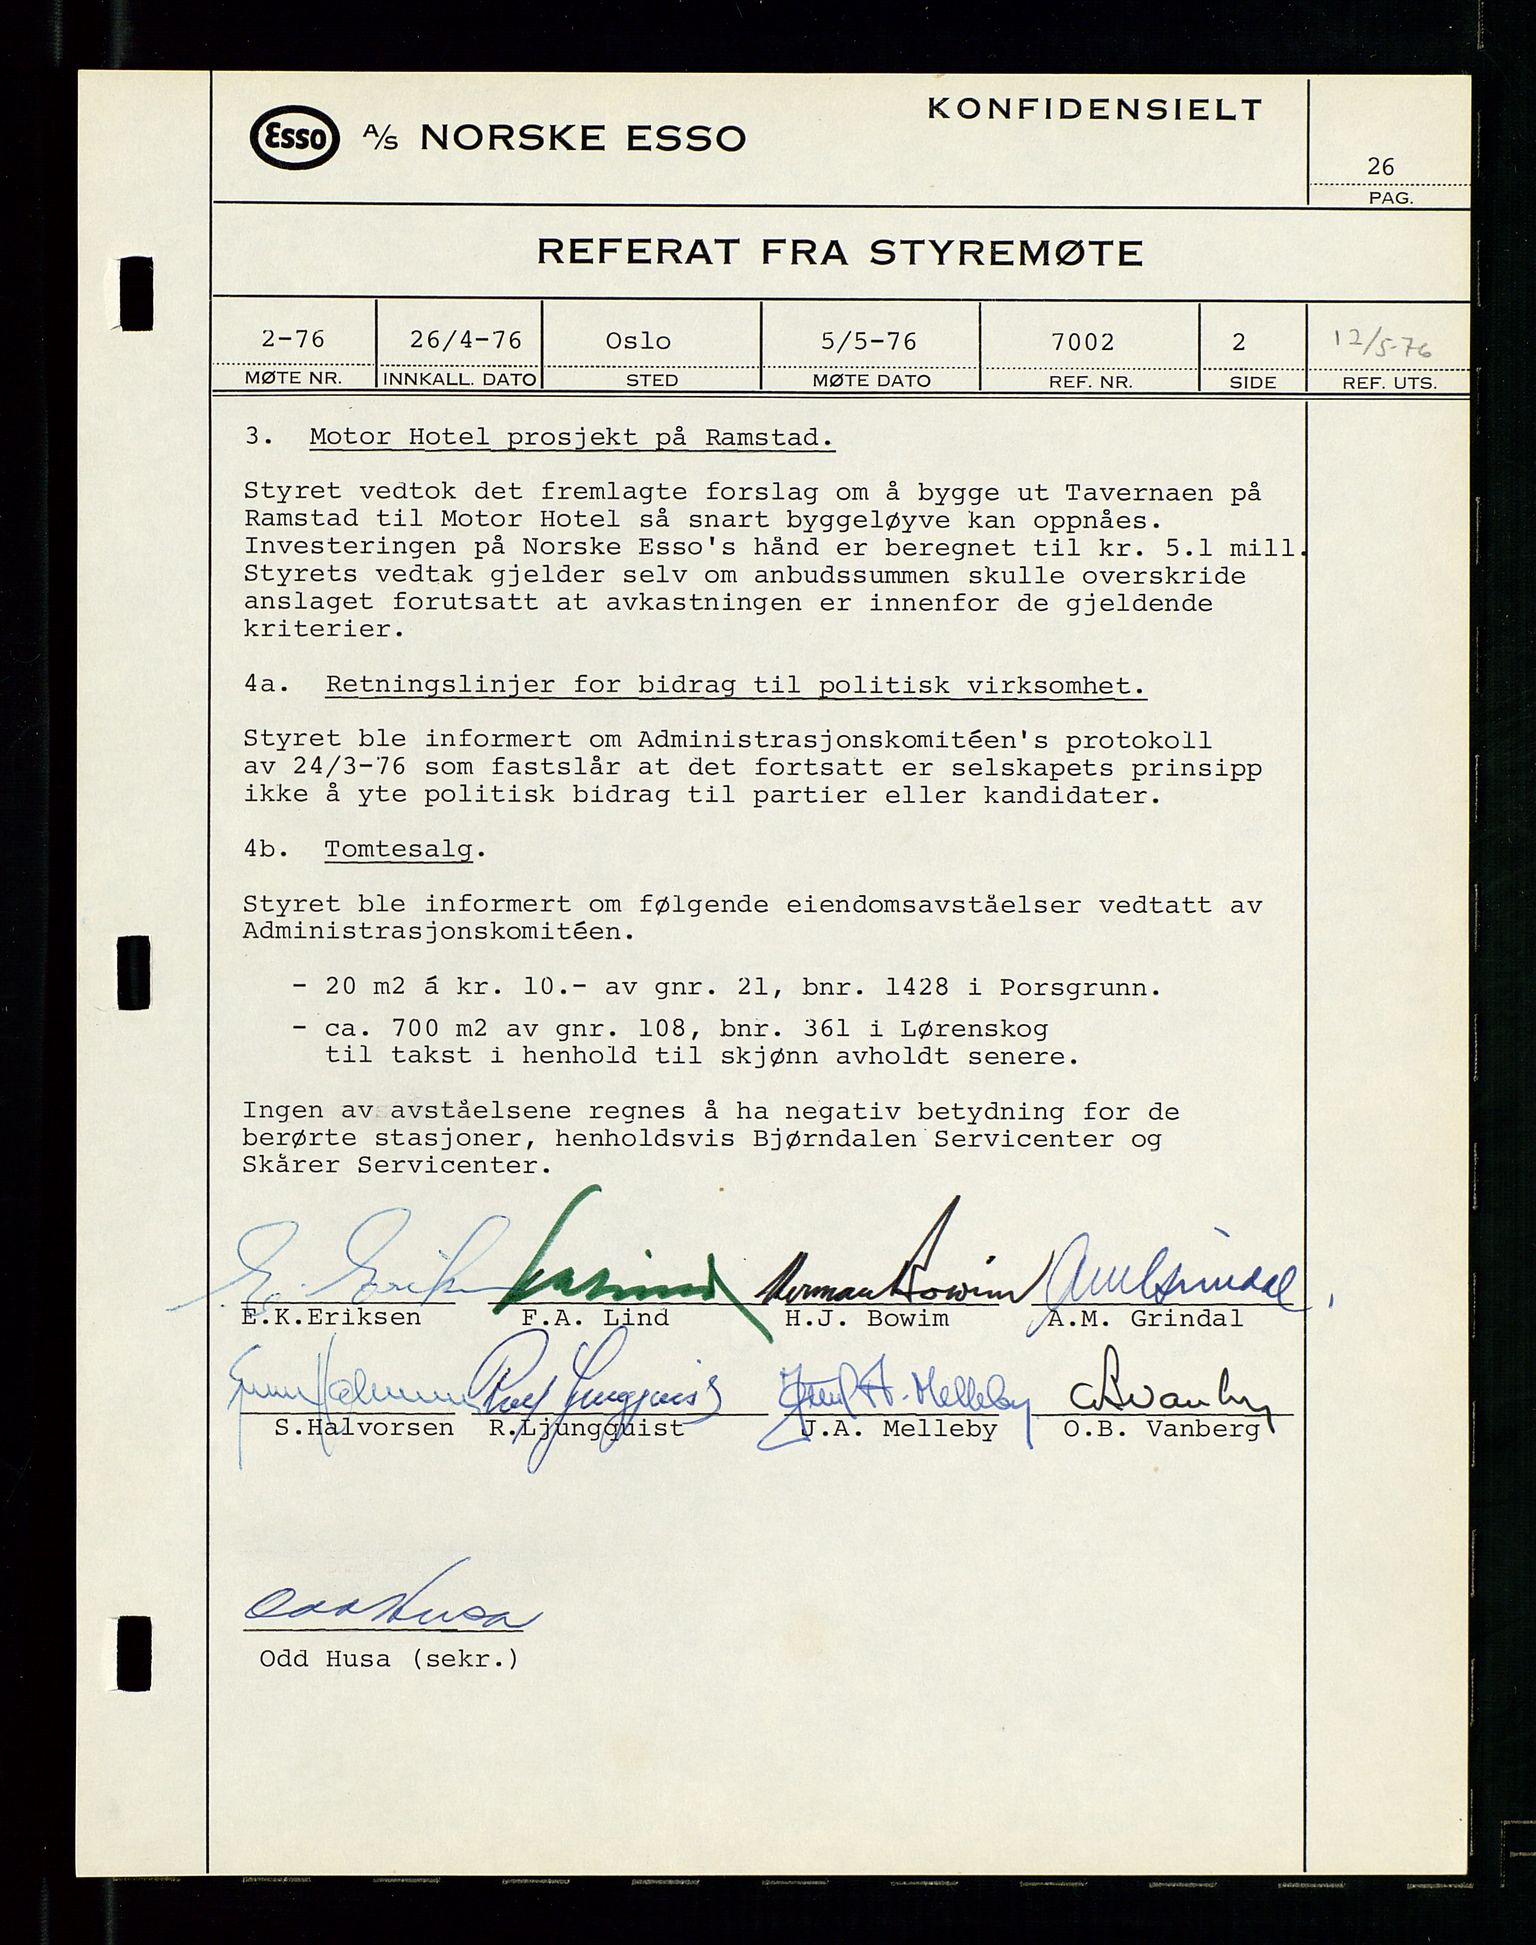 KONFIDENSIELT
Esso A/S NORSKE ESSO
26
PAG.
REFERAT FRA STYREMØTE
2-76 26/4-76 Oslo 5/5-76 7002 2 12/5-76
MØTE NR. INNKALL. DATO STED MØTE DATO REF. NR. SIDE REF. UTS.
3. Motor Hotel prosjekt på Ramstad.
Styret vedtok det fremlagte forslag om å bygge ut Tavernaen på
Ramstad til Motor Hotel så snart byggeløyve kan oppnåes.
Investeringen på Norske Esso's hånd er beregnet til kr. 5.1 mill.
Styrets vedtak gjelder selv om anbudssummen skulle overskride
anslaget forutsatt at avkastningen er innenfor de gjeldende
kriterier.
4a. Retningslinjer for bidrag til politisk virksomhet.
Styret ble informert om Administrasjonskomitéen's protokoll
av 24/3-76 som fastslår at det fortsatt er selskapets prinsipp
ikke å yte politisk bidrag til partier eller kandidater.
4b. Tomtesalg.
Styret ble informert om følgende eiendomsavståelser vedtatt av
Administrasjonskomitéen.
- 20 m2 á kr. 10.- av gnr. 21, bnr. 1428 i Porsgrunn.
- ca. 700 m2 av gnr. 108, bnr. 361 i Lørenskog
til takst i henhold til skjønn avholdt senere.
Ingen av avståelsene regnes å ha negativ betydning for de
berørte stasjoner, henholdsvis Bjørndalen Servicenter og
Skårer Servicenter.
E.K.Eriksen F.A. Lind H.J. Bowim A.M. Grindal
S.Halvorsen R.Ljungquist J.A. Melleby O.B. Vanberg
Odd Husa
Odd Husa (sekr.)